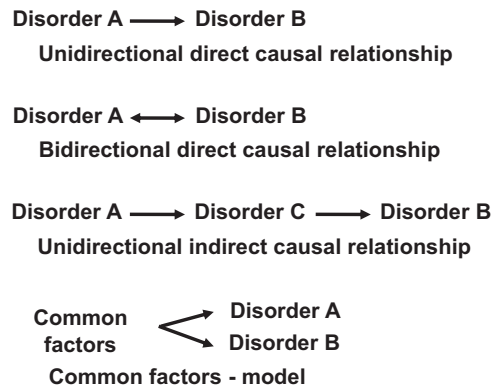 Disorder A Disorder B
Unidirectional direct causal relationship
Disorder A Disorder B
Bidirectional direct causal relationship
Disorder A Disorder C Disorder B
Unidirectional indirect causal relationship
Common factors
Disorder A
Disorder B
Common factors - model